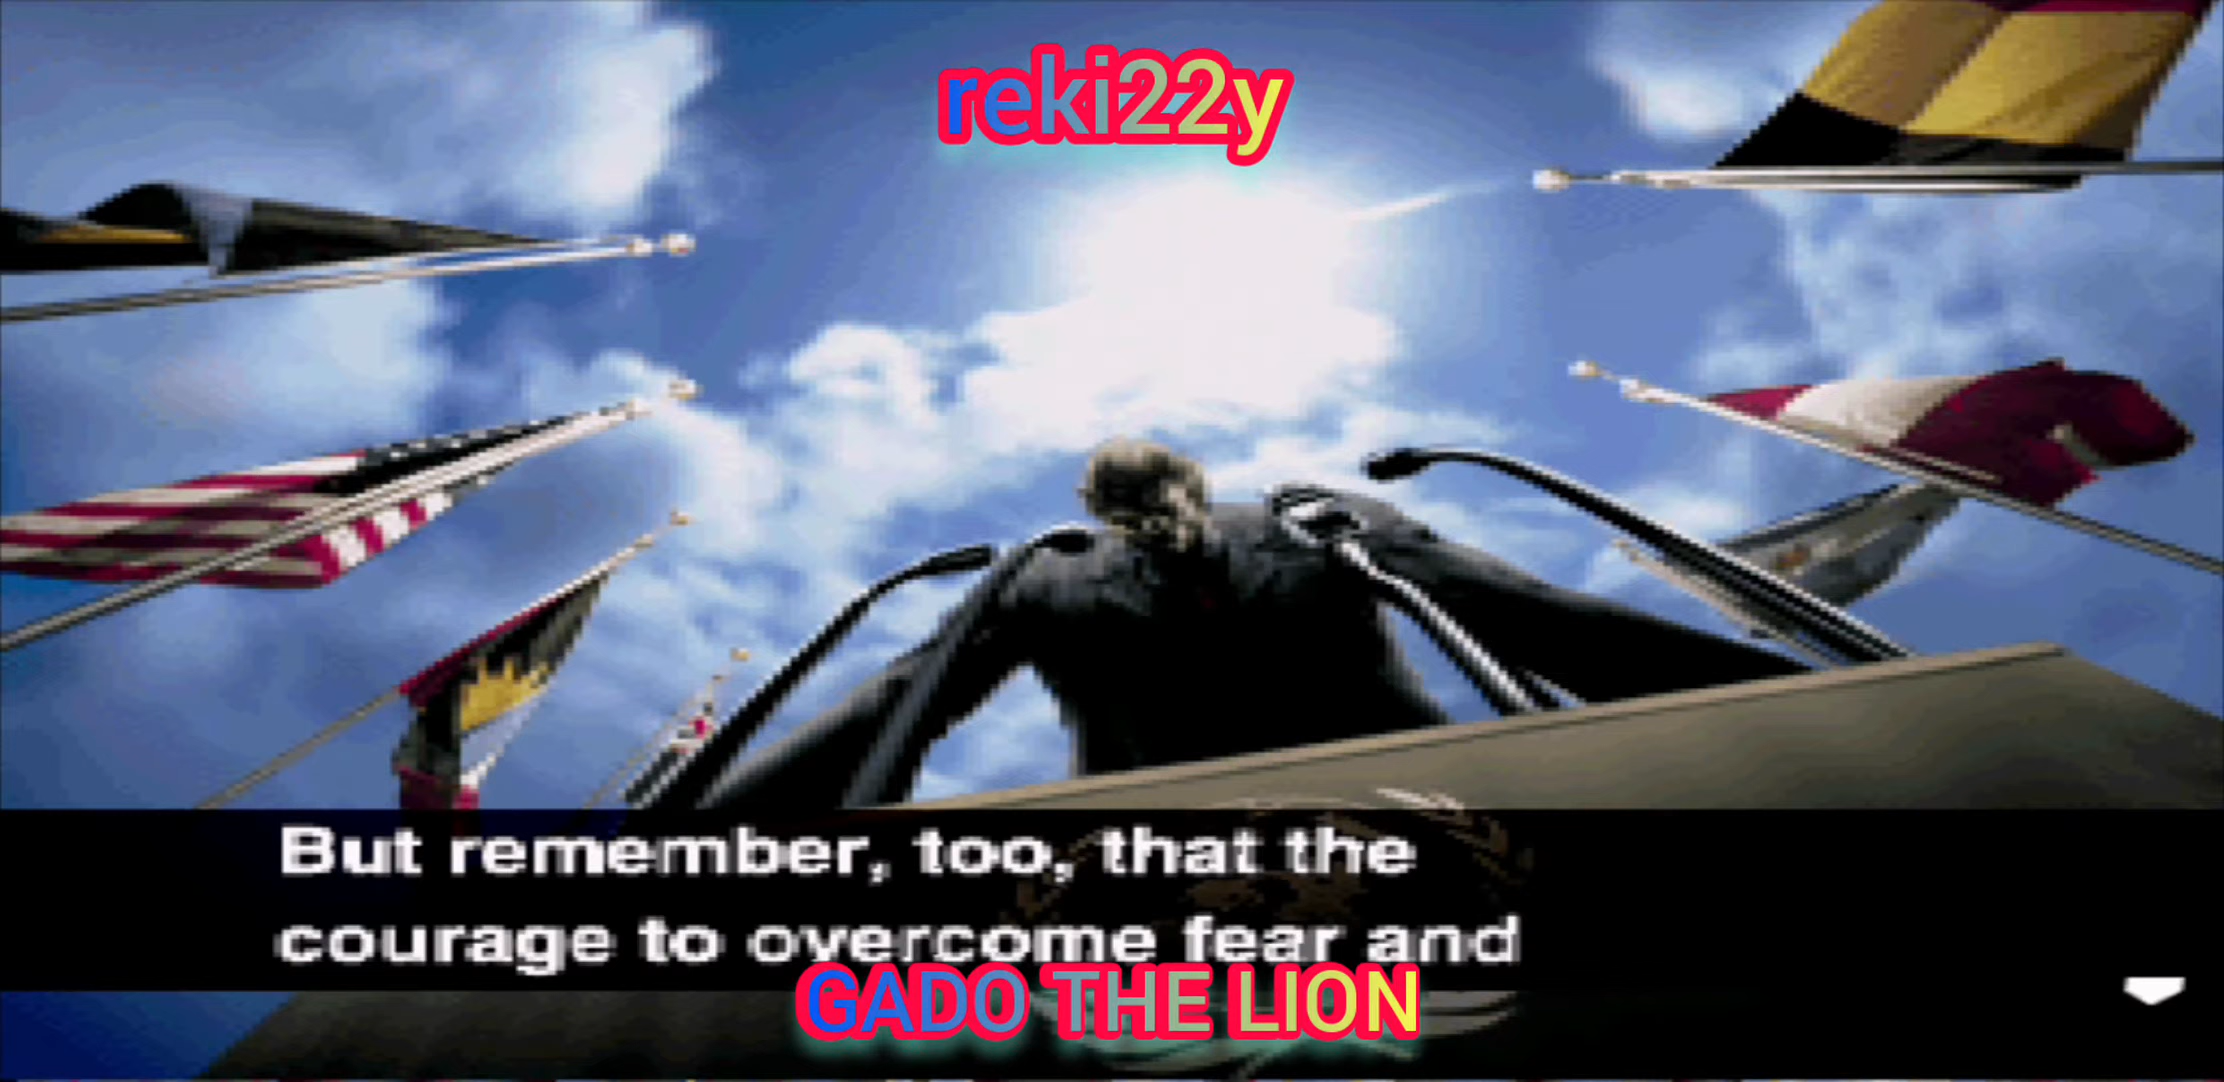 reki22y
But remember, too, that the
courage to overcome fear and
GADO THE LION